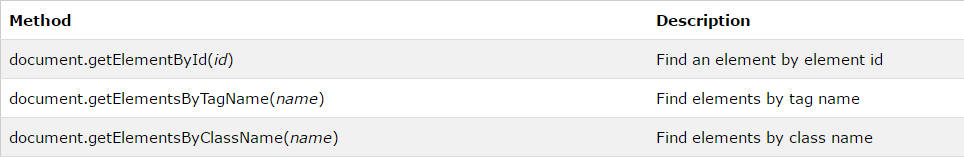 Method Description
document.getElementById(id) Find an element by element id
document.getElementsByTagName(name) Find elements by tag name
document.getElementsByClassName(name) Find elements by class name